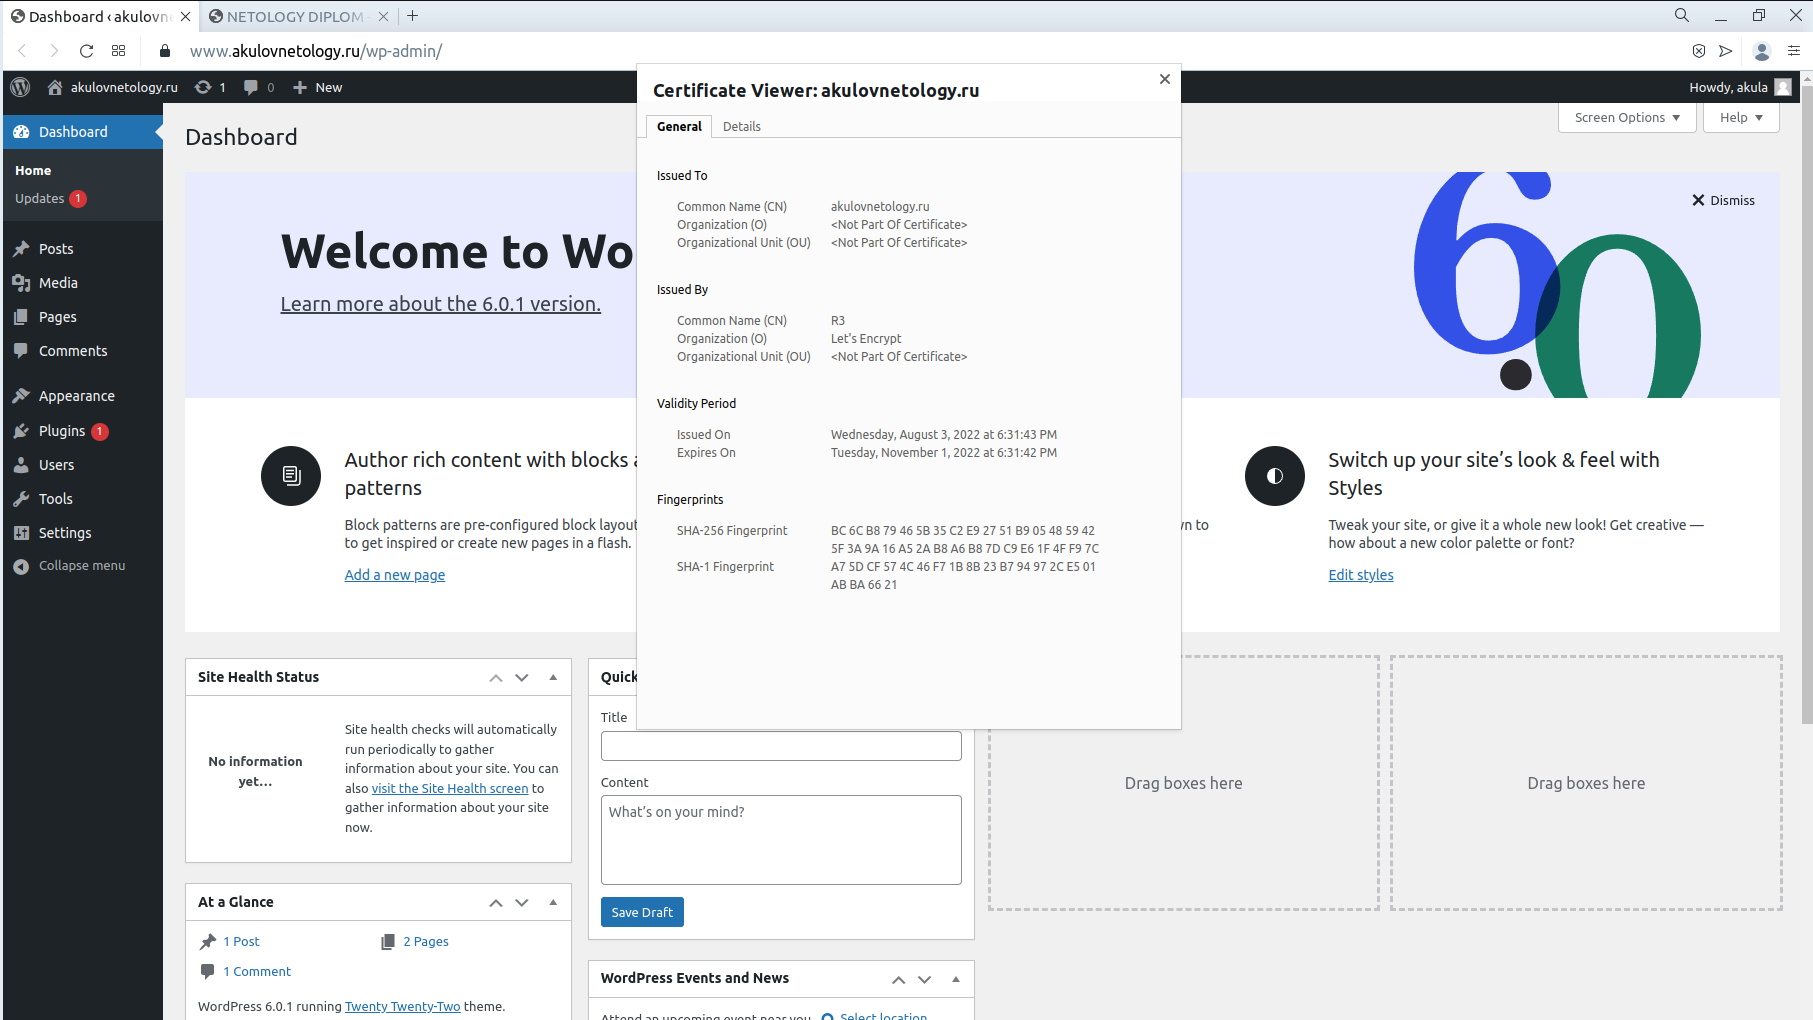 Dashboard ‹ akulovn
NETOLOGY DIPLOM
www.akulovnetology.ru/wp-admin/
akulovnetology.ru 1 0 New
Howdy, akula
Dashboard
Home
Updates 1
Posts
Media
Pages
Comments
Appearance
Plugins 1
Users
Tools
Settings
Collapse menu
Dashboard
Screen Options
Help
Welcome to Wo
Learn more about the 6.0.1 version.
6.0
Dismiss
Certificate Viewer: akulovnetology.ru
General
Details
Issued To
Common Name (CN) akulovnetology.ru
Organization (O) <Not Part Of Certificate>
Organizational Unit (OU) <Not Part Of Certificate>
Issued By
Common Name (CN) R3
Organization (O) Let's Encrypt
Organizational Unit (OU) <Not Part Of Certificate>
Validity Period
Issued On Wednesday, August 3, 2022 at 6:31:43 PM
Expires On Tuesday, November 1, 2022 at 6:31:42 PM
Fingerprints
SHA-256 Fingerprint BC 6C B8 79 46 5B 35 C2 E9 27 51 B9 05 48 59 42
5F 3A 9A 16 A5 2A B8 A6 B8 7D C9 E6 1F 4F F9 7C
SHA-1 Fingerprint A7 5D CF 57 4C 46 F7 1B 8B 23 B7 94 97 2C E5 01
AB BA 66 21
Author rich content with blocks a
patterns
Block patterns are pre-configured block layout
to get inspired or create new pages in a flash.
Add a new page
n to
Switch up your site's look & feel with
Styles
Tweak your site, or give it a whole new look! Get creative —
how about a new color palette or font?
Edit styles
Site Health Status
No information
yet…
Site health checks will automatically
run periodically to gather
information about your site. You can
also visit the Site Health screen to
gather information about your site
now.
At a Glance
1 Post
2 Pages
1 Comment
WordPress 6.0.1 running Twenty Twenty-Two theme.
Quick
Title
Content
What's on your mind?
Save Draft
WordPress Events and News
Attend an upcoming event near you. Select location
Drag boxes here
Drag boxes here